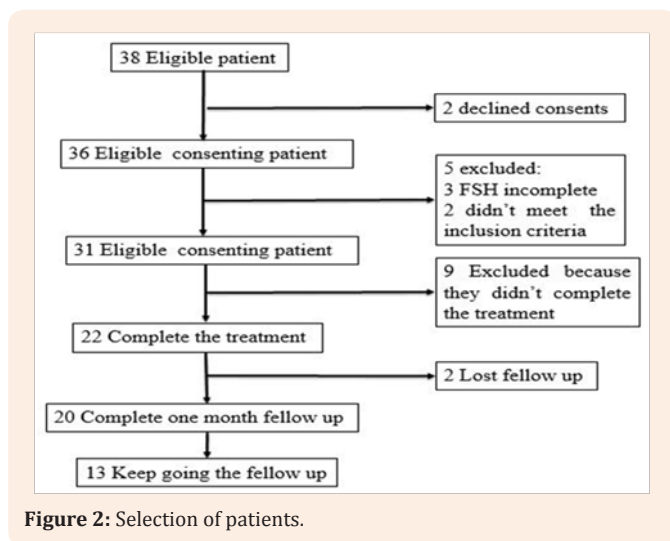 38 Eligible patient
2 declined consents
36 Eligible consenting patient
5 excluded:
3 FSH incomplete
2 didn't meet the
inclusion criteria
31 Eligible consenting patient
9 Excluded because
they didn't complete
the treatment
22 Complete the treatment
2 Lost fellow up
20 Complete one month fellow up
13 Keep going the fellow up
Figure 2: Selection of patients.